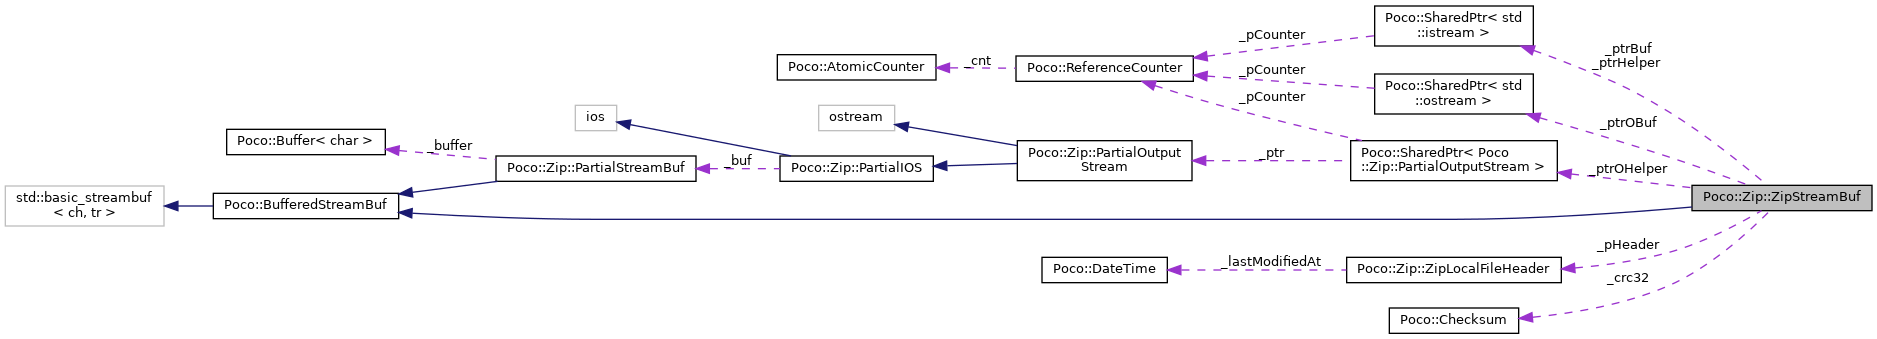 Poco::SharedPtr< std
::istream >
_pCounter
_ptrBuf
_ptrHelper
Poco::AtomicCounter
_cnt
Poco::ReferenceCounter
_pCounter
Poco::SharedPtr< std
::ostream >
_pCounter
_ptrOBuf
ios
ostream
Poco::Buffer< char >
_buffer
Poco::Zip::PartialStreamBuf
_buf
Poco::Zip::PartialIOS
Poco::Zip::PartialOutput
Stream
_ptr
Poco::SharedPtr< Poco
::Zip::PartialOutputStream >
_ptrOHelper
std::basic_streambuf
< ch, tr >
Poco::BufferedStreamBuf
Poco::Zip::ZipStreamBuf
_pHeader
Poco::DateTime
_lastModifiedAt
Poco::Zip::ZipLocalFileHeader
_crc32
Poco::Checksum